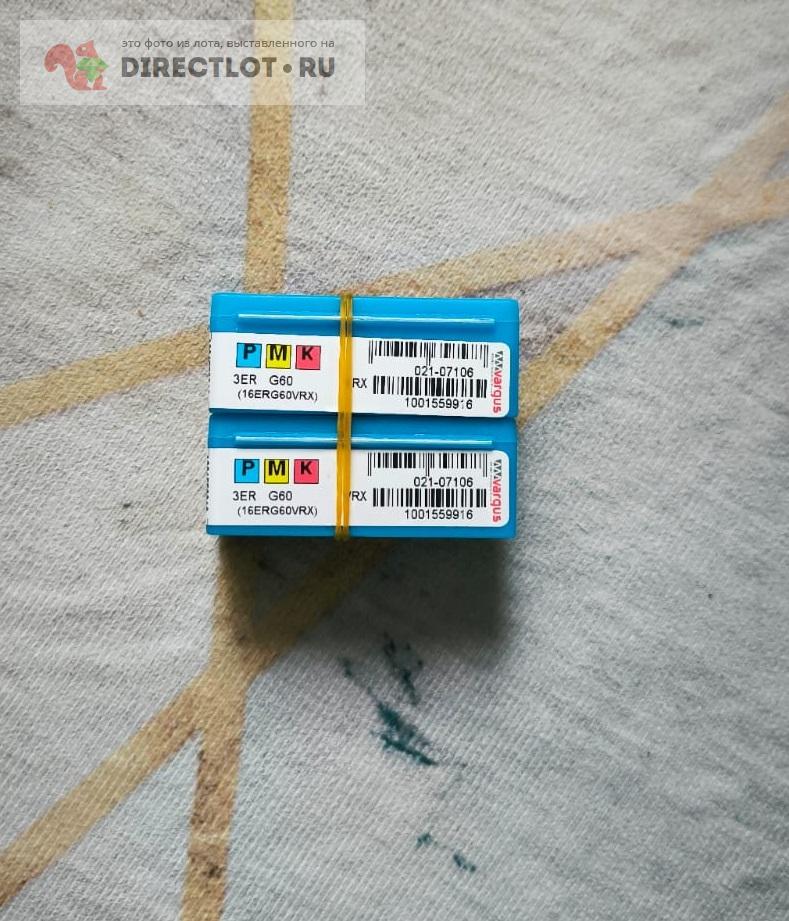 это фото из лота, выставленного на
DIRECTLOT.RU
P M K
3ER G60
(16ERG60VRX)
RX
021-07106
1001559916
vargus
P M K
3ER G60
(16ERG60VRX)
VRX
021-07106
1001559916
vargus